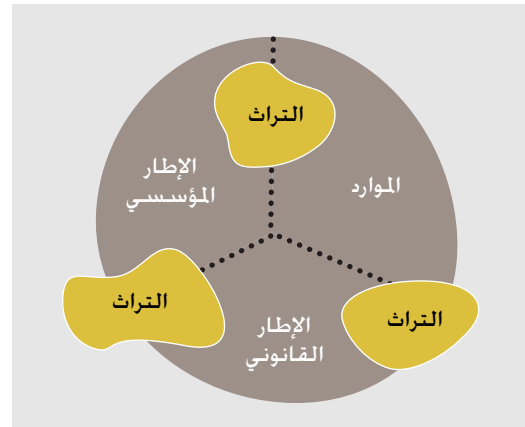 التراث
الموارد
الإطار
المؤسسي
التراث
التراث
الإطار
القانوني